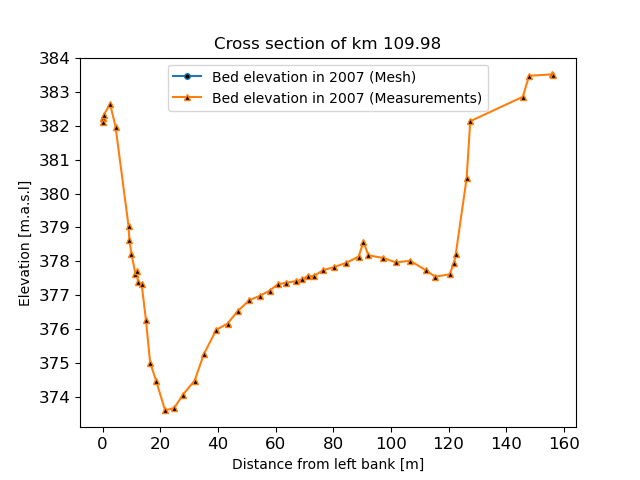 Cross section of km 109.98
Bed elevation in 2007 (Mesh)
Bed elevation in 2007 (Measurements)
384
383
382
381
380
379
378
377
376
375
374
Elevation [m.a.s.l]
0 20 40 60 80 100 120 140 160
Distance from left bank [m]